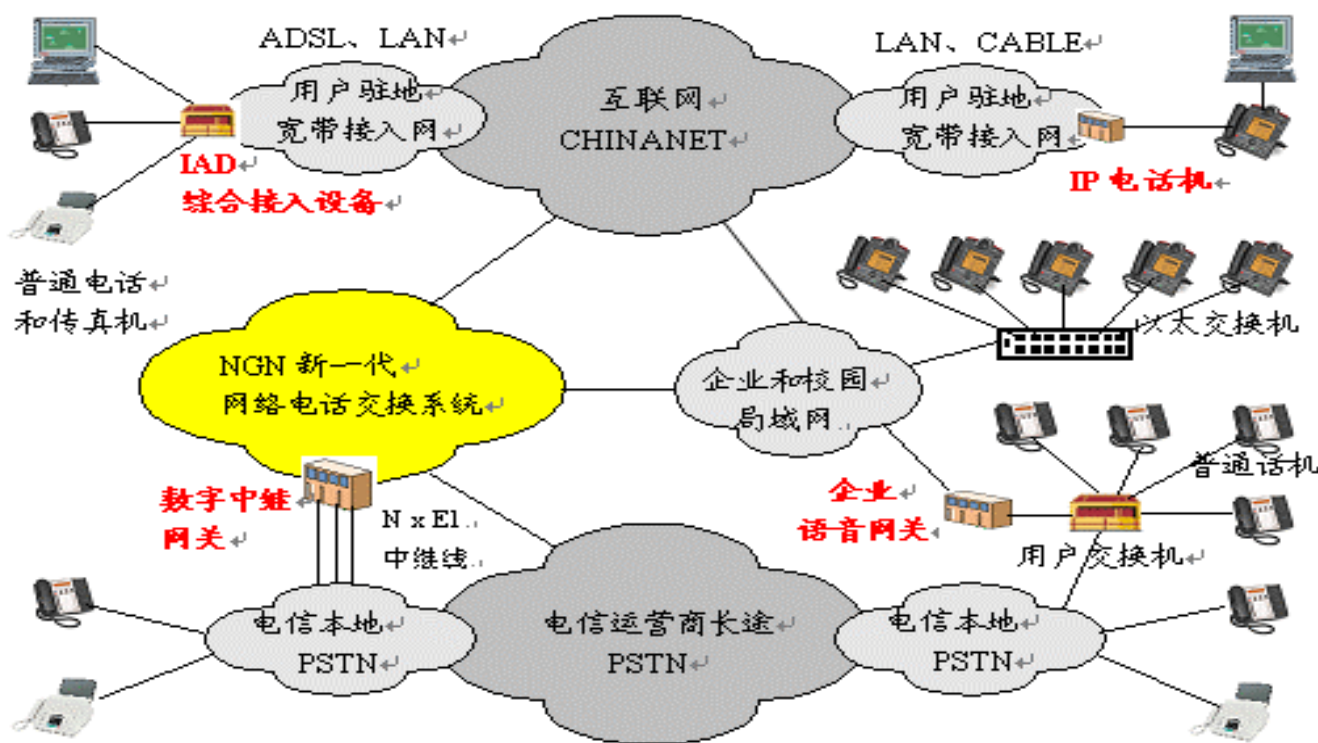 ADSL、LAN
LAN、CABLE
用户驻地
宽带接入网
互联网
CHINANET
用户驻地
宽带接入网
IAD
综合接入设备
IP 电话机
普通电话
和传真机
以太交换机
NGN 新一代
网络电话交换系统
企业和校园
局域网
普通话机
数字中继
网关
N x E1
中继线
企业
语音网关
用户交换机
电信本地
PSTN
电信运营商长途
PSTN
电信本地
PSTN